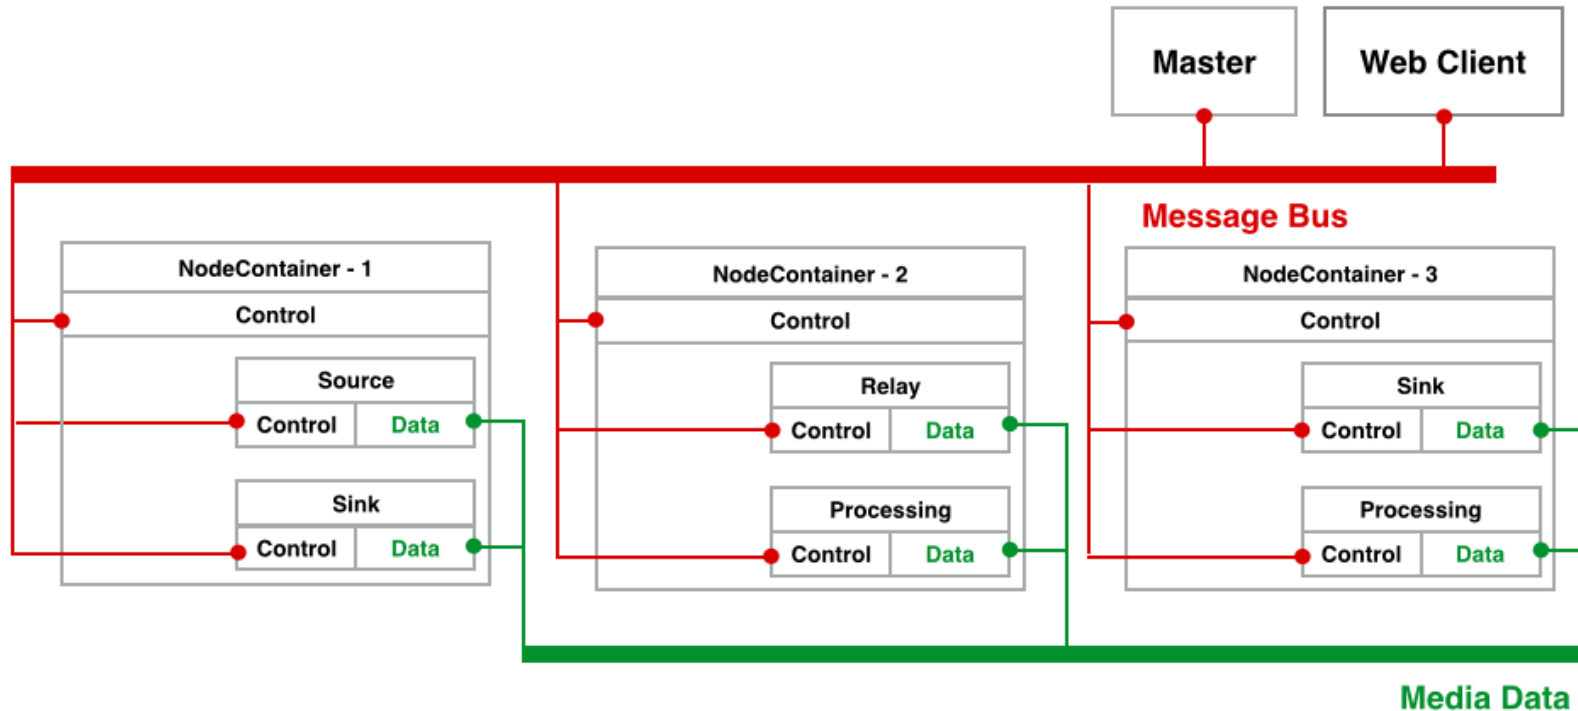 Master
Web Client
Message Bus
NodeContainer - 1
Control
Source
Control Data
Sink
Control Data
NodeContainer - 2
Control
Relay
Control Data
Processing
Control Data
NodeContainer - 3
Control
Sink
Control Data
Processing
Control Data
Media Data